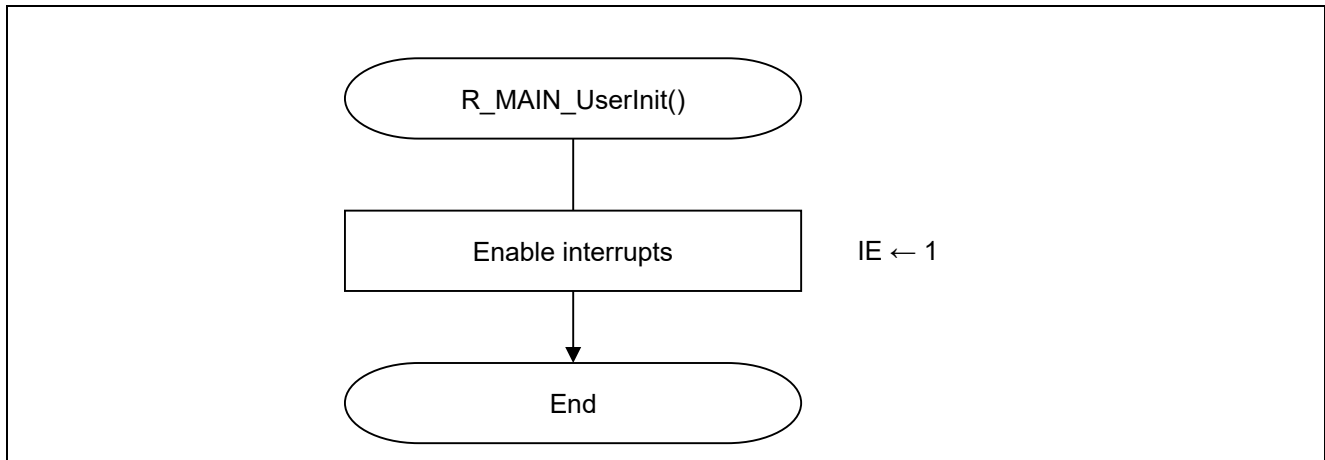 R_MAIN_UserInit()
Enable interrupts
IE ← 1
End